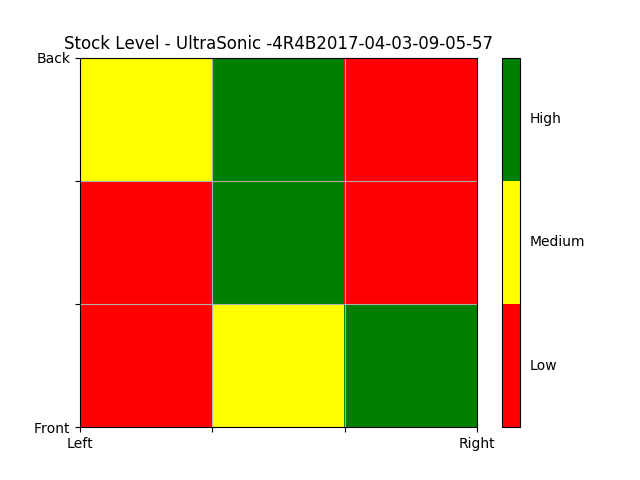 Stock Level - UltraSonic -4R4B2017-04-03-09-05-57
Back
High
Medium
Low
Front
Left
Right